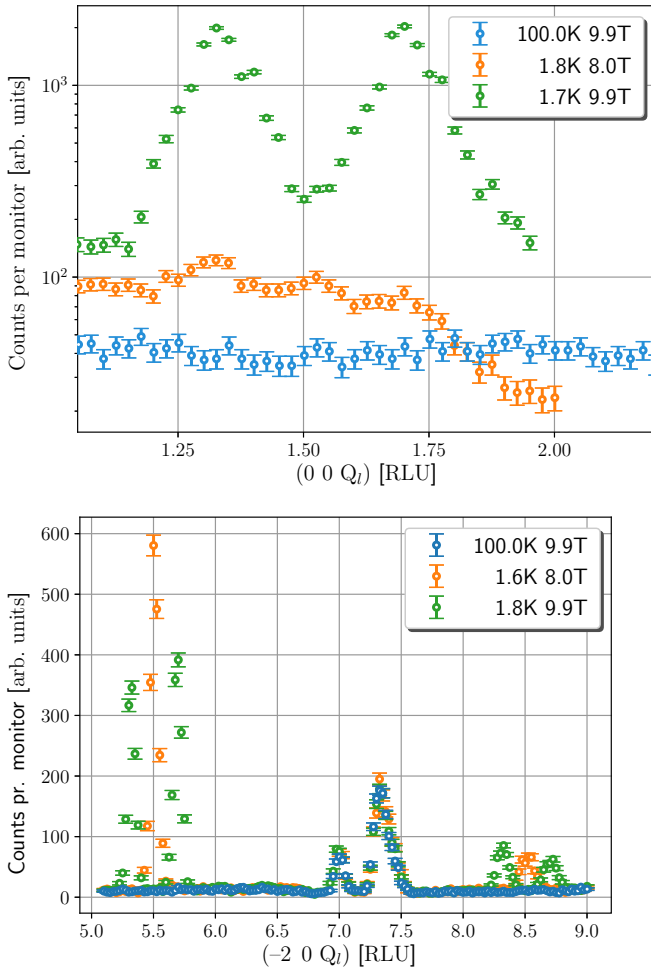 Counts per monitor [arb. units]
10³
10²
100.0K 9.9T
1.8K 8.0T
1.7K 9.9T
1.25 1.50 1.75 2.00
(0 0 Qₗ) [RLU]
Counts pr. monitor [arb. units]
600
500
400
300
200
100
0
100.0K 9.9T
1.6K 8.0T
1.8K 9.9T
5.0 5.5 6.0 6.5 7.0 7.5 8.0 8.5 9.0
(−2 0 Qₗ) [RLU]